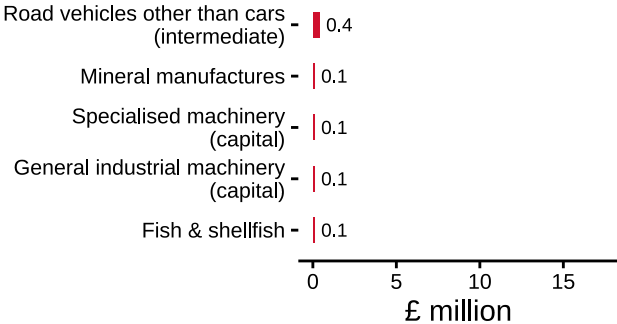 Road vehicles other than cars
(intermediate)
0.4
Mineral manufactures
0.1
Specialised machinery
(capital)
0.1
General industrial machinery
(capital)
0.1
Fish & shellfish
0.1
0 5 10 15
£ million